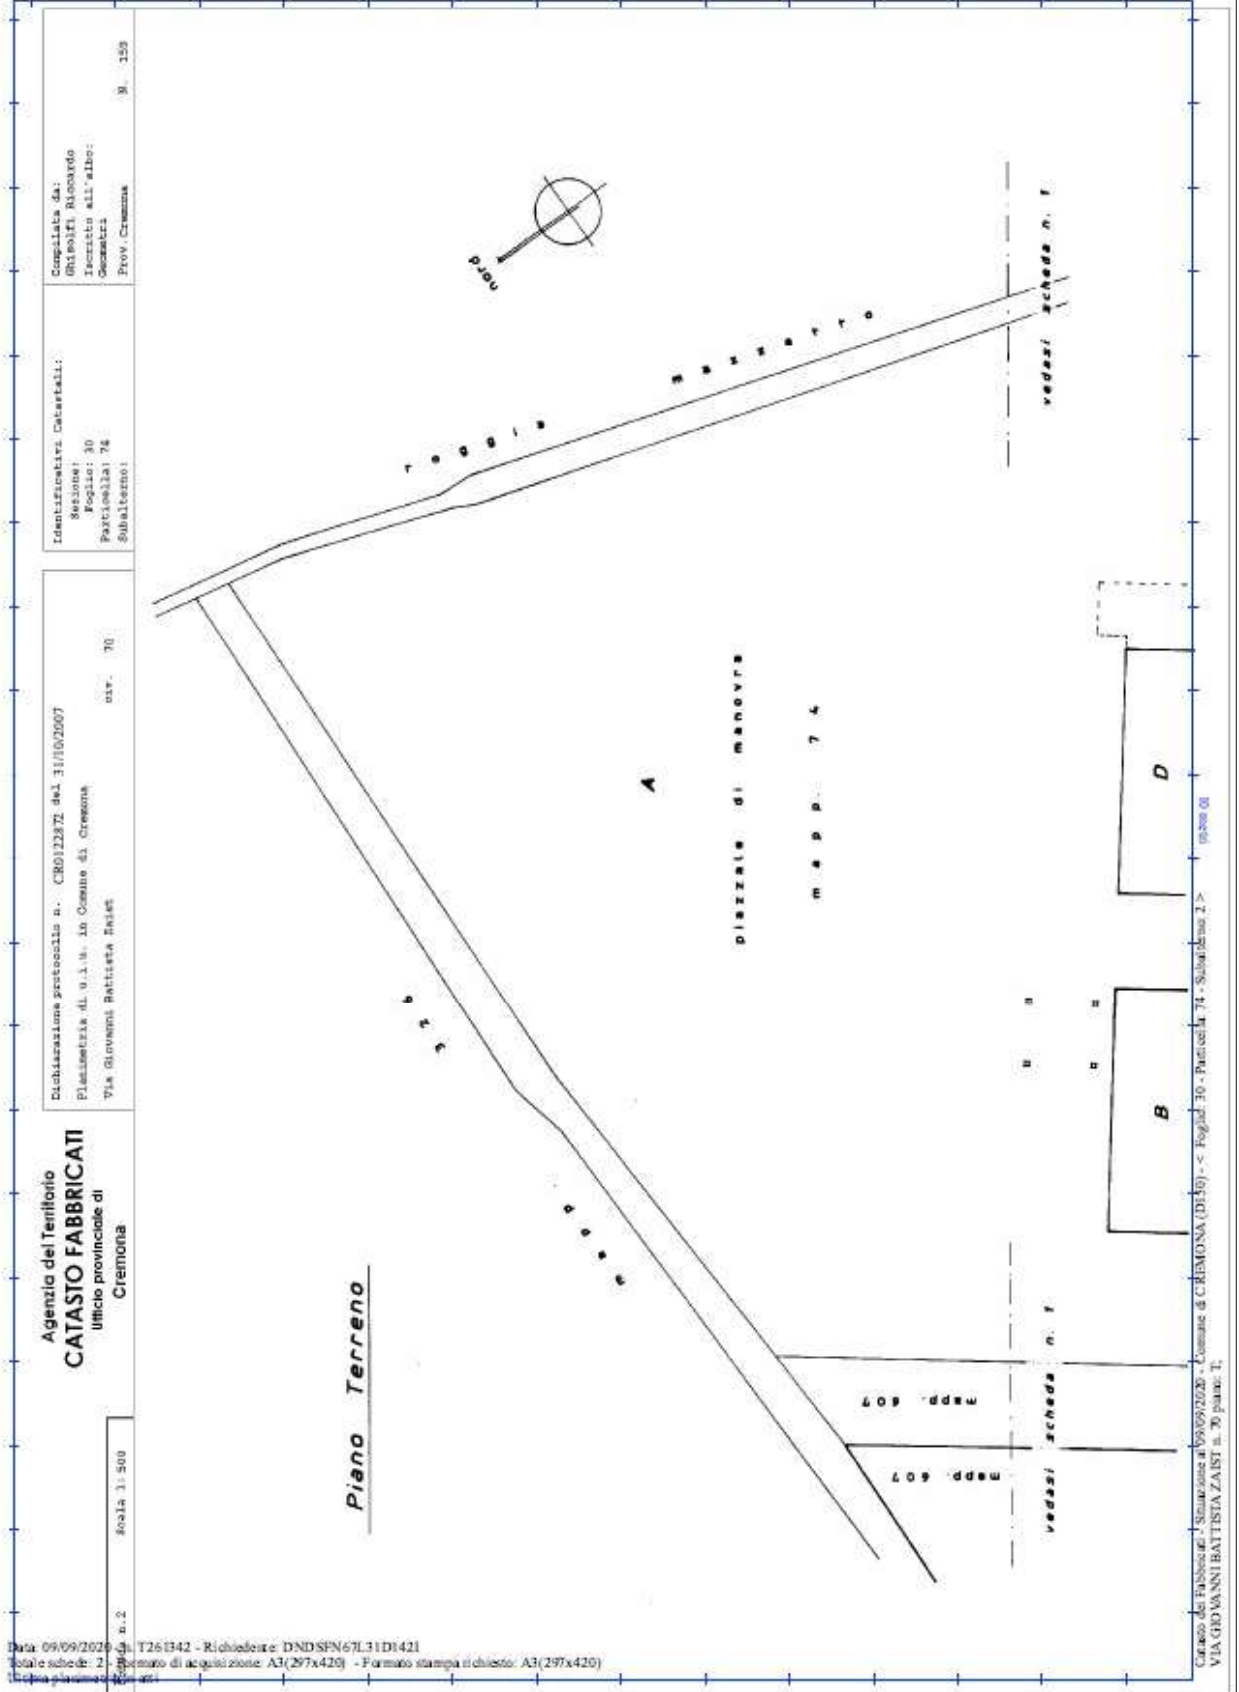 Agenzia del Territorio
CATASTO FABBRICATI
Ufficio provinciale di
Cremona
Dichiarazione protocollo n. CR0122872 del 31/10/2007
Planimetria di u.i.u. in Comune di Cremona
Via Giovanni Battista Zaist
civ. 70
Identificativi Catastali:
Sezione:
Foglio: 30
Particella: 74
Subalterno:
Compilata da:
Ghisolfi Riccardo
Iscritto all'albo:
Geometri
Prov. Cremona
N. 159
n. 2
Scala 1: 500
Piano Terreno
nord
roggia mazzarro
mapp. 329
A
piazzale di manovra
mapp. 74
B
D
mapp. 607
mapp. 607
vedasi scheda n. 1
vedasi scheda n. 1
Data: 09/09/2020 - n. T261342 - Richiedente: DNDSFN67L31D142I
Totale schede: 2 - Formato di acquisizione: A3(297x420) - Formato stampa richiesto: A3(297x420)
Catasto dei Fabbricati - Situazione al 09/09/2020 - Comune di CREMONA (D150) - < Foglio: 30 - Particella: 74 - Subalterno: 2 >
VIA GIOVANNI BATTISTA ZAIST n. 70 piano: T;